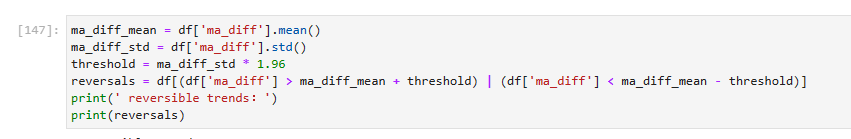 [147]: ma_diff_mean = df['ma_diff'].mean()
ma_diff_std = df['ma_diff'].std()
threshold = ma_diff_std * 1.96
reversals = df[(df['ma_diff'] > ma_diff_mean + threshold) | (df['ma_diff'] < ma_diff_mean - threshold)]
print(' reversible trends: ')
print(reversals)